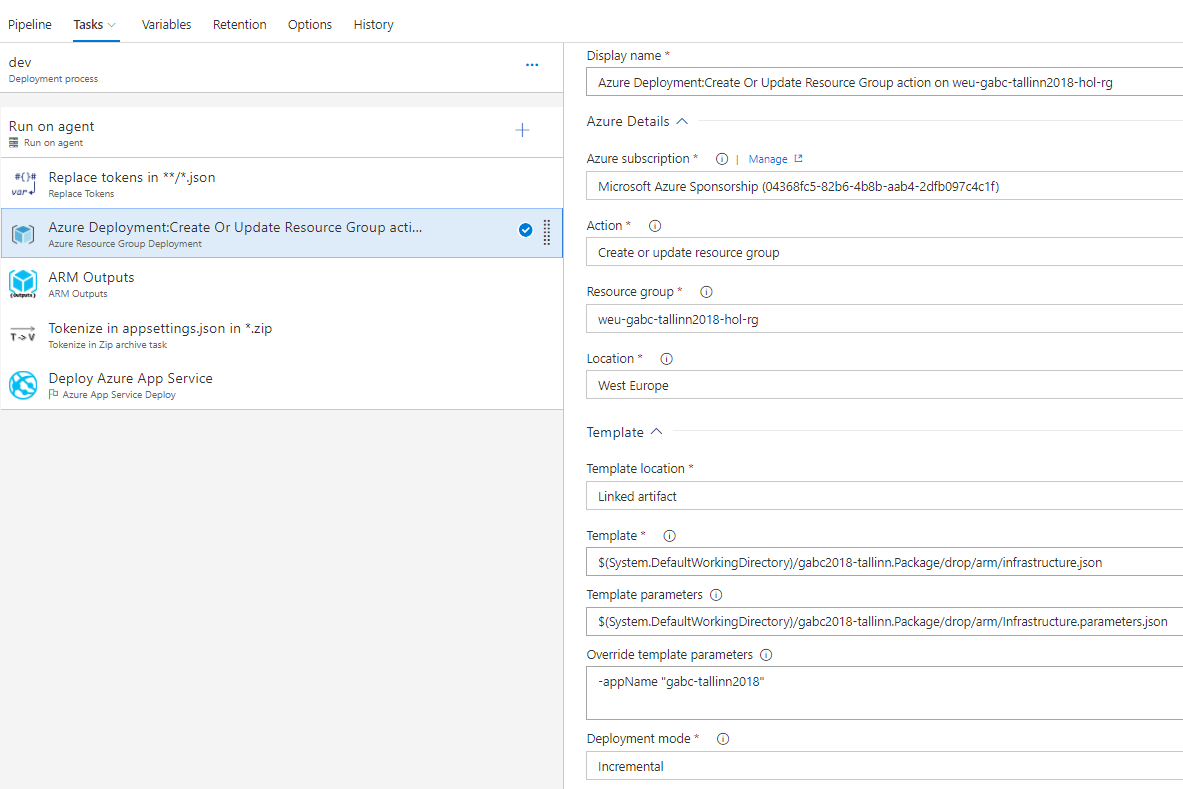 Pipeline Tasks Variables Retention Options History
dev
Deployment process
Run on agent
Run on agent
#{}#
var
Replace tokens in **/*.json
Replace Tokens
Azure Deployment:Create Or Update Resource Group acti...
Azure Resource Group Deployment
{Outputs}
ARM Outputs
ARM Outputs
T->V
Tokenize in appsettings.json in *.zip
Tokenize in Zip archive task
Deploy Azure App Service
Azure App Service Deploy
Display name *
Azure Deployment:Create Or Update Resource Group action on weu-gabc-tallinn2018-hol-rg
Azure Details
Azure subscription * | Manage
Microsoft Azure Sponsorship (04368fc5-82b6-4b8b-aab4-2dfb097c4c1f)
Action *
Create or update resource group
Resource group *
weu-gabc-tallinn2018-hol-rg
Location *
West Europe
Template
Template location *
Linked artifact
Template *
$(System.DefaultWorkingDirectory)/gabc2018-tallinn.Package/drop/arm/infrastructure.json
Template parameters
$(System.DefaultWorkingDirectory)/gabc2018-tallinn.Package/drop/arm/Infrastructure.parameters.json
Override template parameters
-appName "gabc-tallinn2018"
Deployment mode *
Incremental